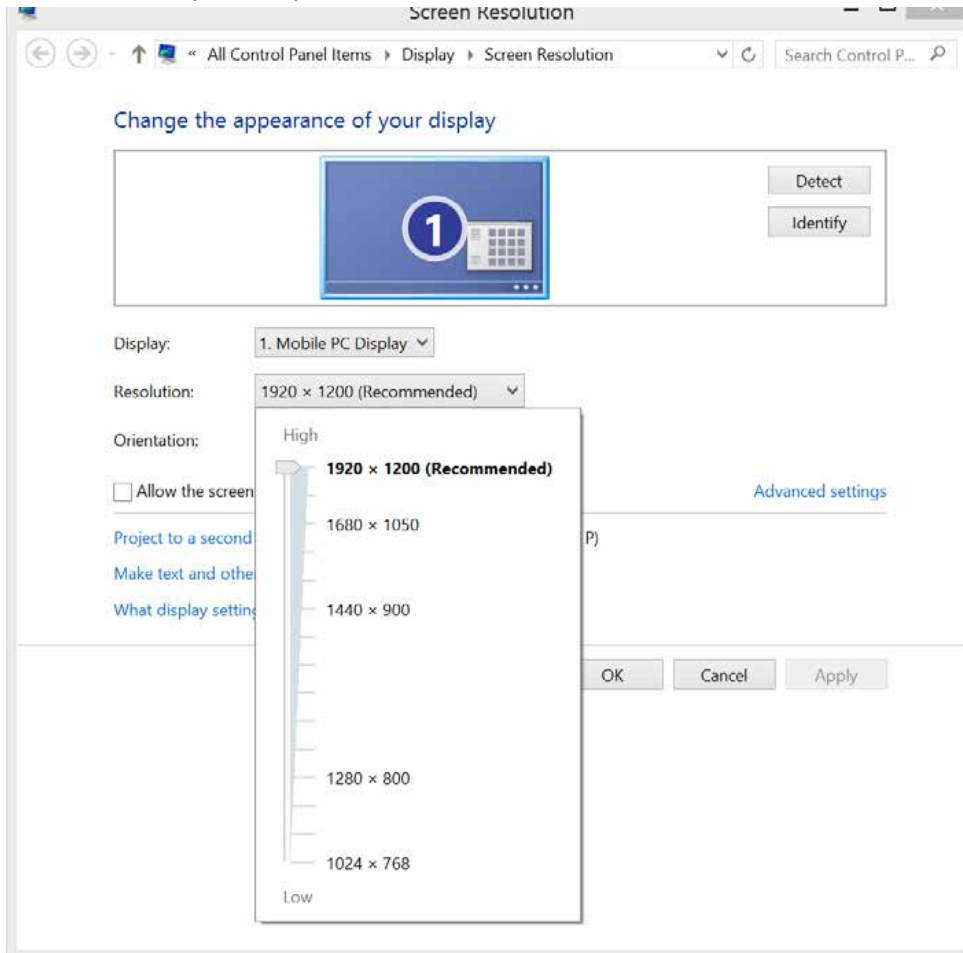 Screen Resolution
« All Control Panel Items Display Screen Resolution Search Control P...
Change the appearance of your display
1
Detect
Identify
Display: 1. Mobile PC Display
Resolution: 1920 × 1200 (Recommended)
Orientation:
High
1920 × 1200 (Recommended)
Allow the screen Advanced settings
1680 × 1050
Project to a second P)
Make text and othe
What display setting
1440 × 900
OK Cancel Apply
1280 × 800
1024 × 768
Low